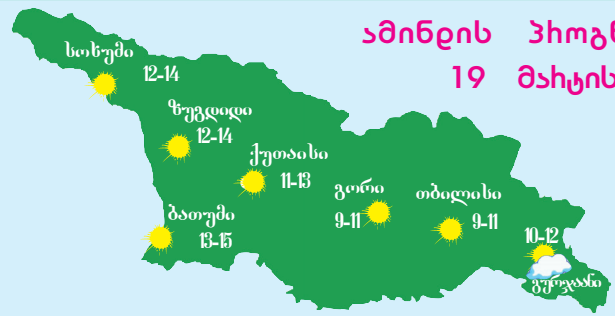 ამინდის
19 მარტის
სოხუმი
12-14
ზუგდიდი
12-14
ქუთაისი
11-13
გორი
9-11
თბილისი
9-11
ბათუმი
13-15
10-12
გურჯაანი